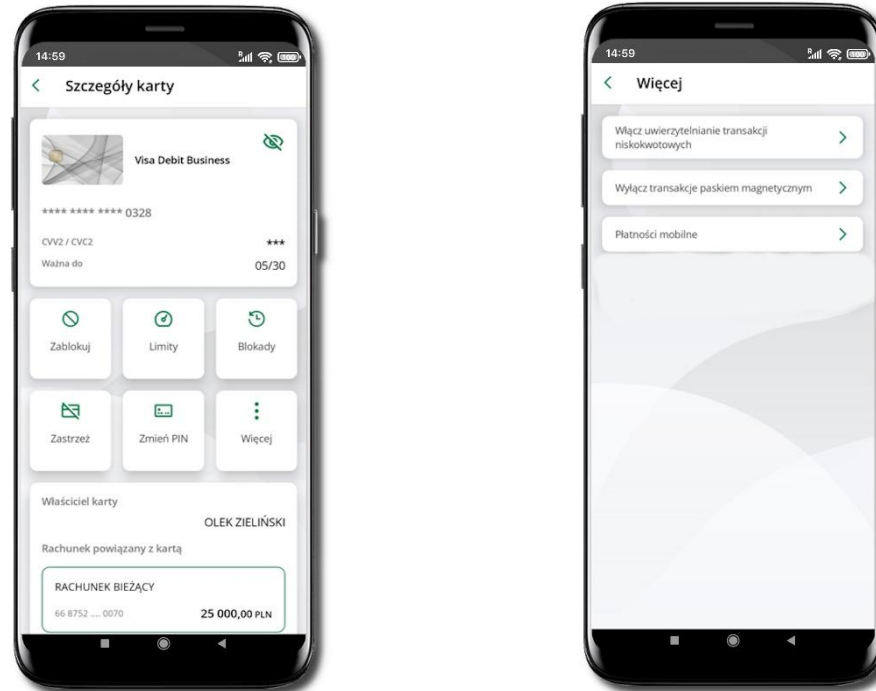 14:59
Szczegóły karty
Visa Debit Business
**** **** **** 0328
CVV2 / CVC2 ***
Ważna do 05/30
Zablokuj Limity Blokady
Zastrzeż Zmień PIN Więcej
Właściciel karty
OLEK ZIELIŃSKI
Rachunek powiązany z kartą
RACHUNEK BIEŻĄCY
66 8752 .... 0070 25 000,00 PLN
14:59
Więcej
Włącz uwierzytelnianie transakcji
niskokwotowych
Wyłącz transakcje paskiem magnetycznym
Płatności mobilne